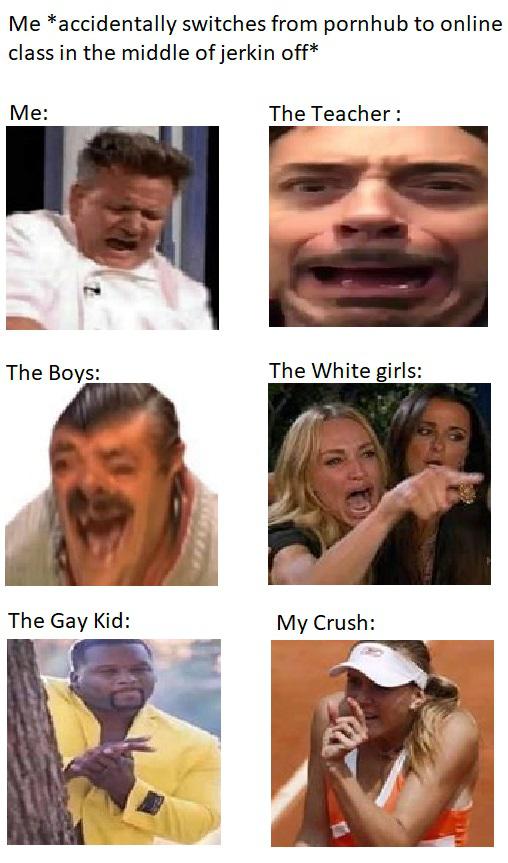 Me *accidentally switches from pornhub to online
class in the middle of jerkin off*
Me:
The Teacher :
The Boys:
The White girls:
The Gay Kid:
My Crush: